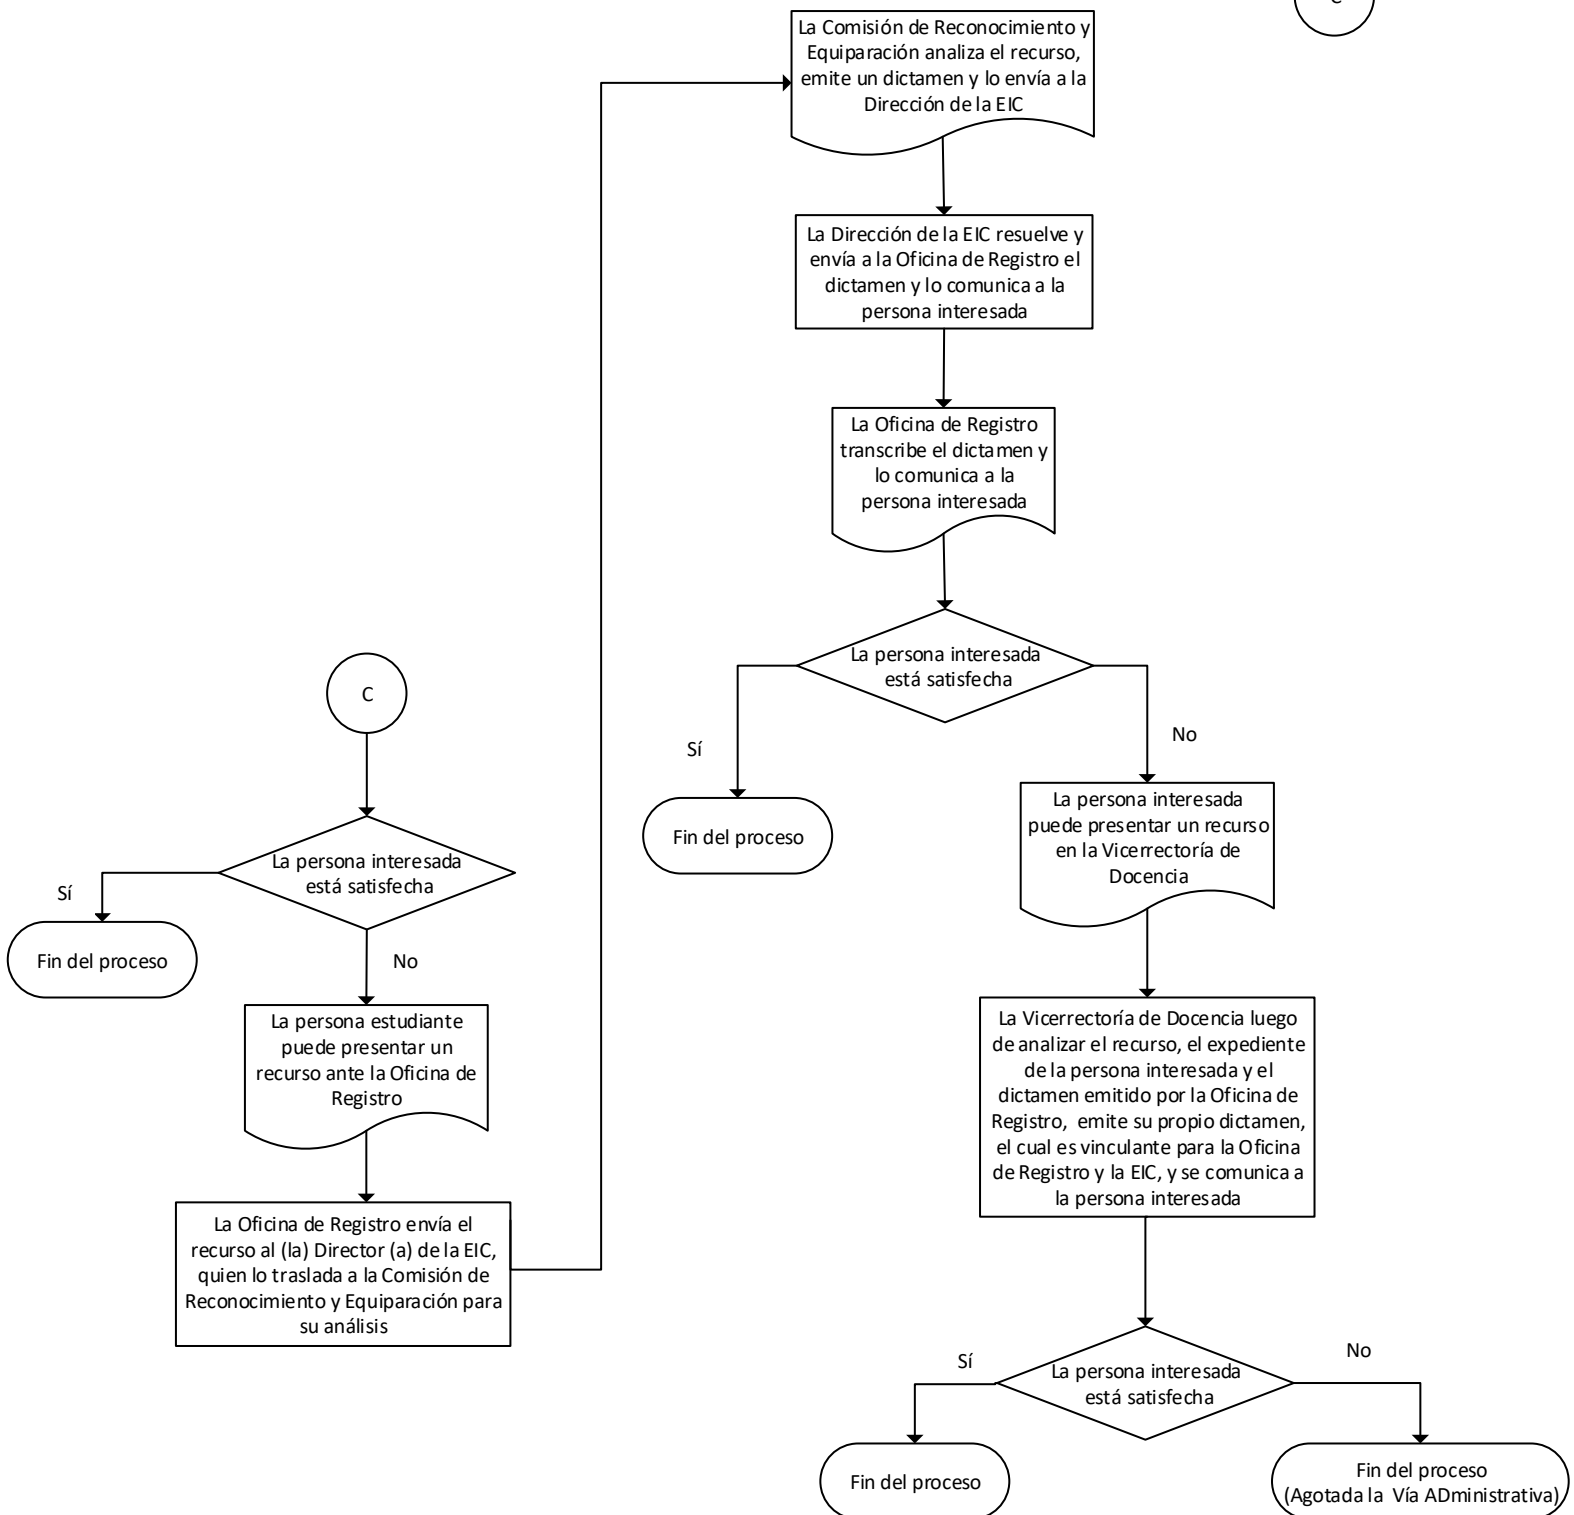 C
La persona interesada
está satisfecha
Sí
Fin del proceso
No
La persona estudiante
puede presentar un
recurso ante la Oficina de
Registro
La Oficina de Registro envía el
recurso al (la) Director (a) de la EIC,
quien lo traslada a la Comisión de
Reconocimiento y Equiparación para
su análisis
La Comisión de Reconocimiento y
Equiparación analiza el recurso,
emite un dictamen y lo envía a la
Dirección de la EIC
La Dirección de la EIC resuelve y
envía a la Oficina de Registro el
dictamen y lo comunica a la
persona interesada
La Oficina de Registro
transcribe el dictamen y
lo comunica a la
persona interesada
La persona interesada
está satisfecha
Sí
Fin del proceso
No
La persona interesada
puede presentar un recurso
en la Vicerrectoría de
Docencia
La Vicerrectoría de Docencia luego
de analizar el recurso, el expediente
de la persona interesada y el
dictamen emitido por la Oficina de
Registro, emite su propio dictamen,
el cual es vinculante para la Oficina
de Registro y la EIC, y se comunica a
la persona interesada
La persona interesada
está satisfecha
Sí
Fin del proceso
No
Fin del proceso
(Agotada la Vía ADministrativa)